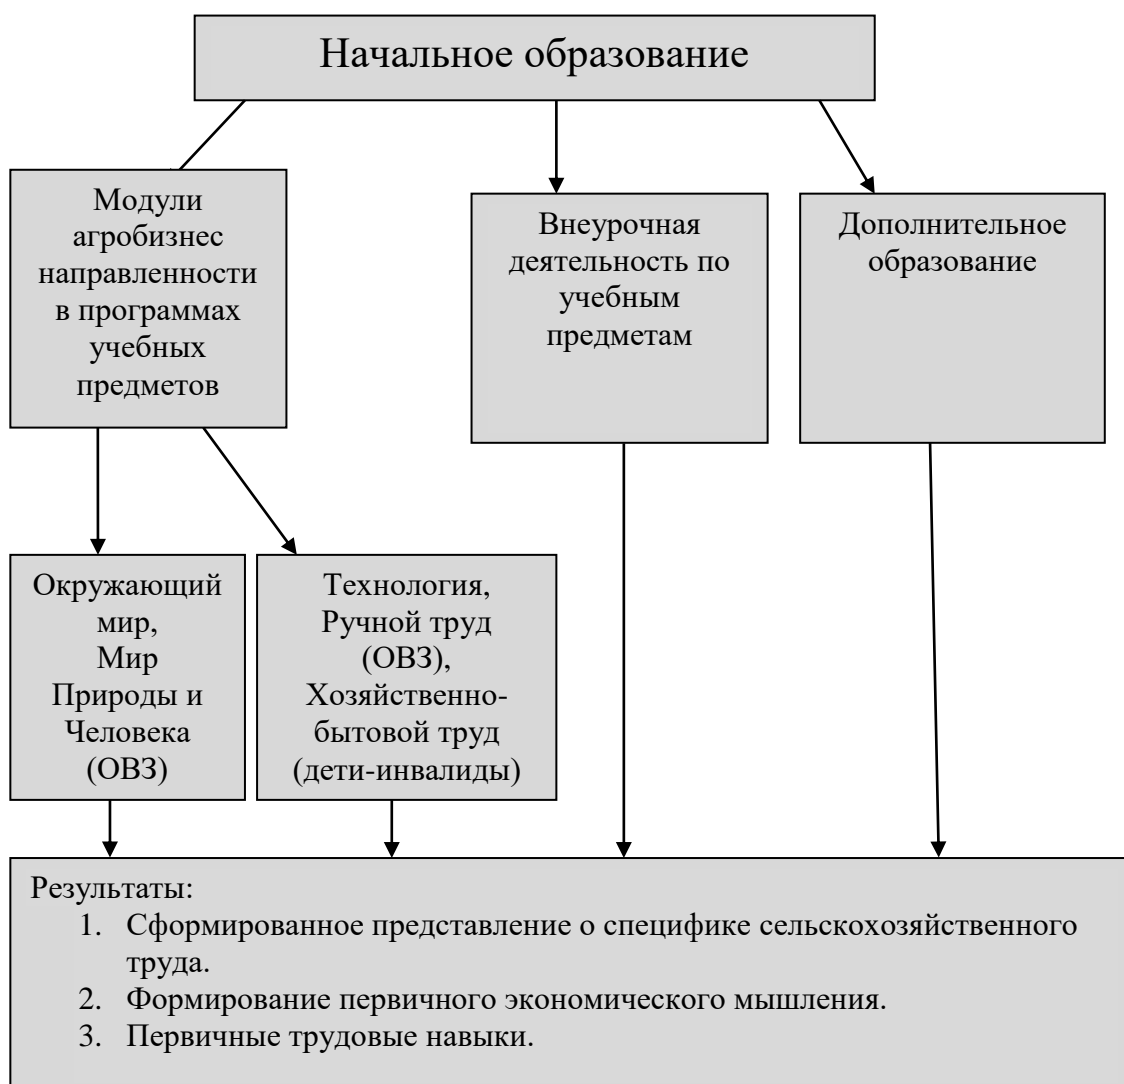 Начальное образование
Модули
агробизнес
направленности
в программах
учебных
предметов
Внеурочная
деятельность по
учебным
предметам
Дополнительное
образование
Окружающий
мир,
Мир
Природы и
Человека
(ОВЗ)
Технология,
Ручной труд
(ОВЗ),
Хозяйственно-
бытовой труд
(дети-инвалиды)
Результаты:
1. Сформированное представление о специфике сельскохозяйственного
труда.
2. Формирование первичного экономического мышления.
3. Первичные трудовые навыки.